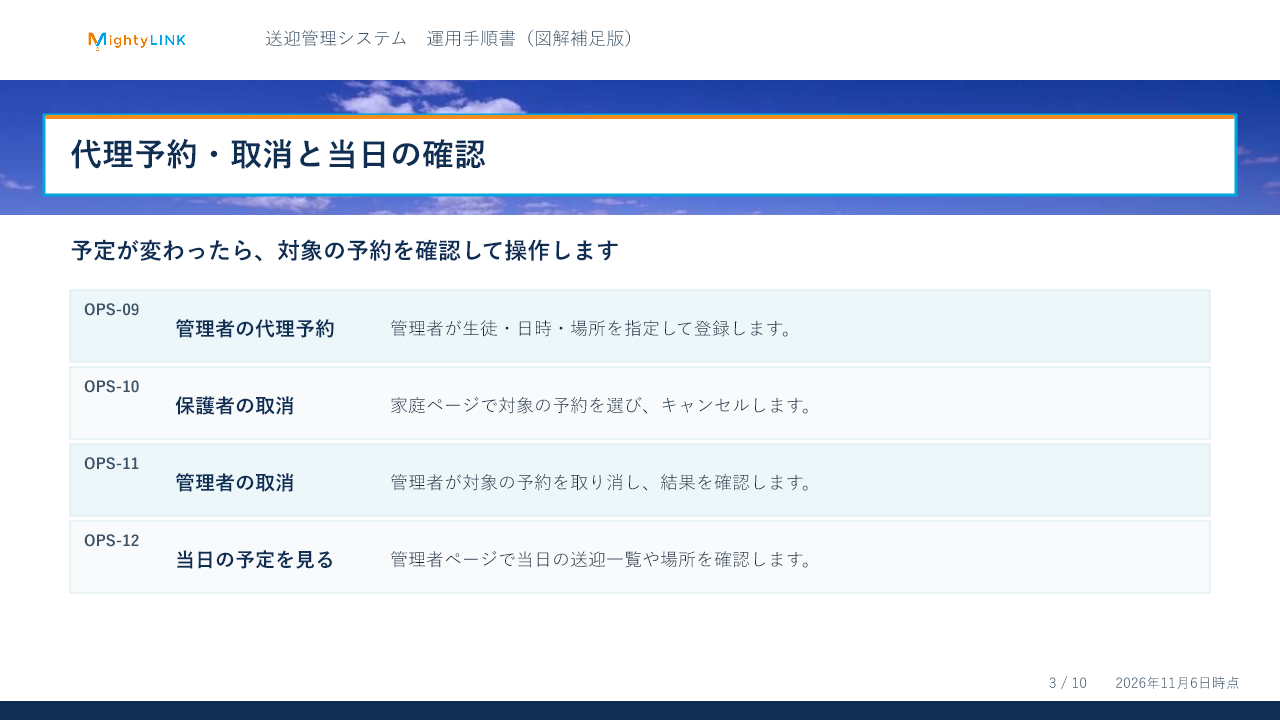 MightyLINK
送迎管理システム　運用手順書（図解補足版）
代理予約・取消と当日の確認
予定が変わったら、対象の予約を確認して操作します
OPS-09
管理者の代理予約
管理者が生徒・日時・場所を指定して登録します。
OPS-10
保護者の取消
家庭ページで対象の予約を選び、キャンセルします。
OPS-11
管理者の取消
管理者が対象の予約を取り消し、結果を確認します。
OPS-12
当日の予定を見る
管理者ページで当日の送迎一覧や場所を確認します。
3 / 10　2026年11月6日時点